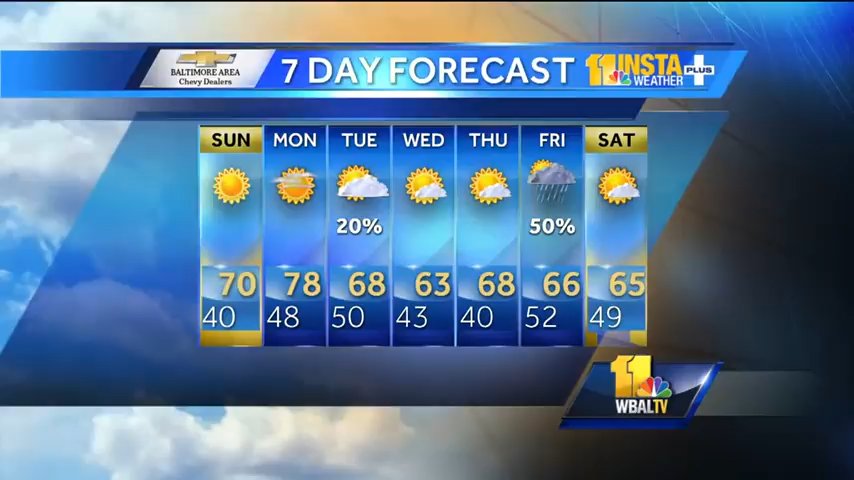 BALTIMORE AREA
Chevy Dealers
7 DAY FORECAST
11 INSTA
WEATHER
PLUS
SUN MON TUE WED THU FRI SAT
20% 50%
70 78 68 63 68 66 65
40 48 50 43 40 52 49
11
WBALTV